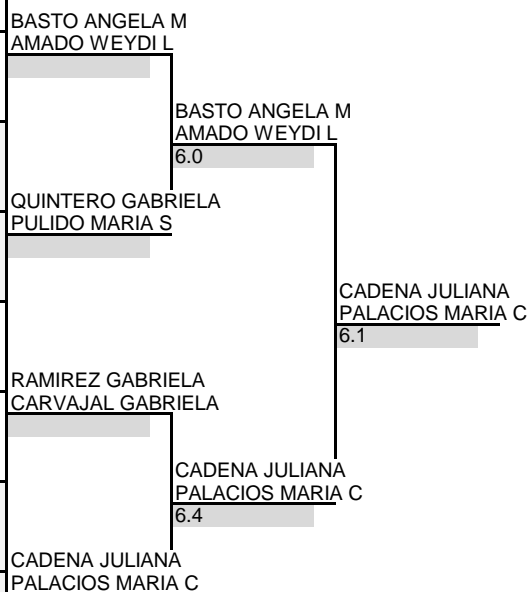 BASTO ANGELA M
AMADO WEYDI L
BASTO ANGELA M
AMADO WEYDI L
6.0
QUINTERO GABRIELA
PULIDO MARIA S
CADENA JULIANA
PALACIOS MARIA C
6.1
RAMIREZ GABRIELA
CARVAJAL GABRIELA
CADENA JULIANA
PALACIOS MARIA C
6.4
CADENA JULIANA
PALACIOS MARIA C